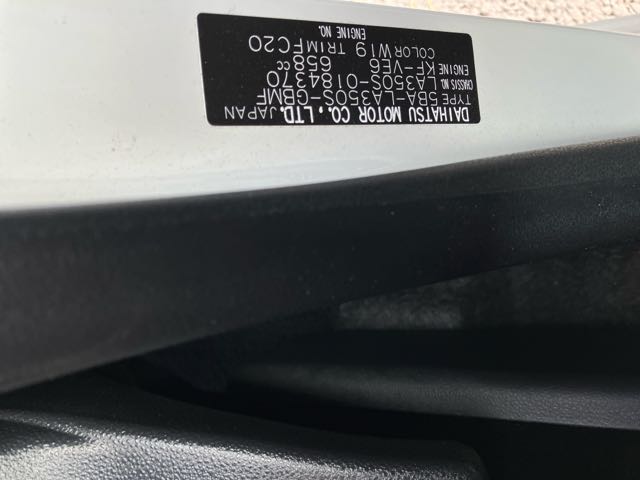 DAIHATSU MOTOR CO., LTD. JAPAN
TYPE 5BA-LA350S-GBMF
CHASSIS NO. LA350S-0184370
ENGINE KF-VE6 658cc
COLOR W19 TRIM FC20
ENGINE NO.